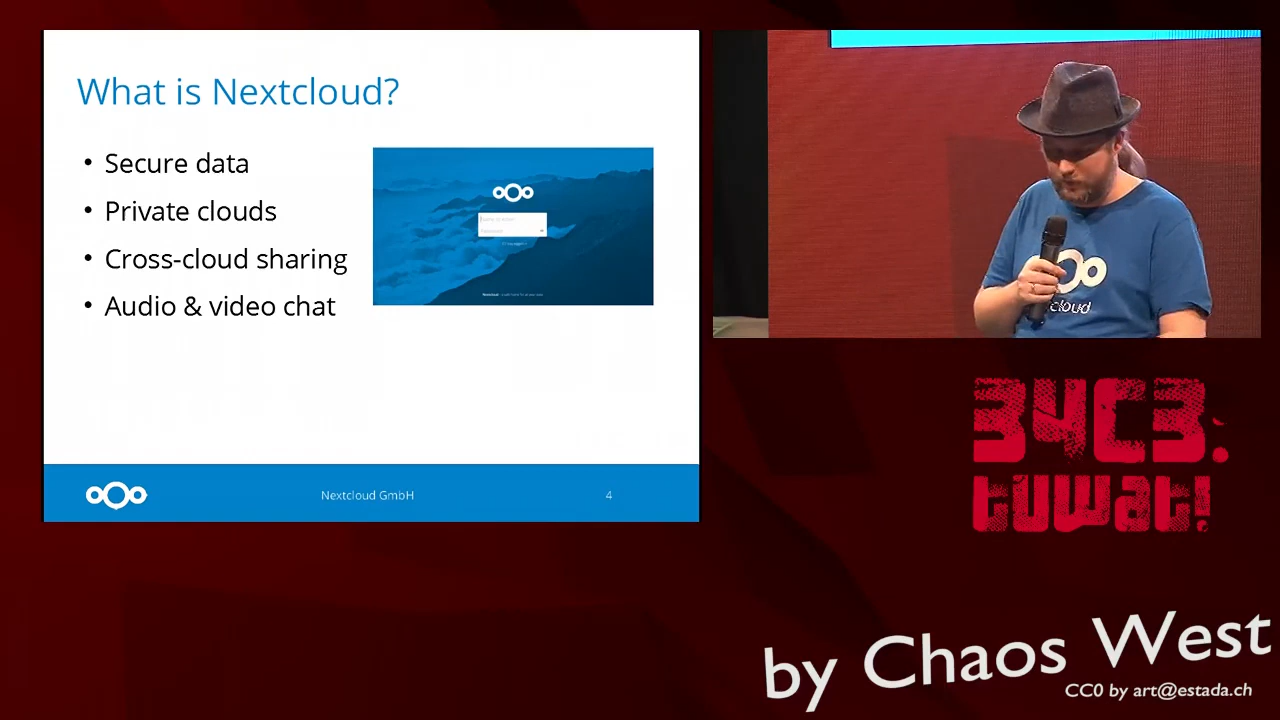 What is Nextcloud?
• Secure data
• Private clouds
• Cross-cloud sharing
• Audio & video chat
Nextcloud GmbH
4
cloud
34C3:
tuwat!
by Chaos West
CC0 by art@estada.ch